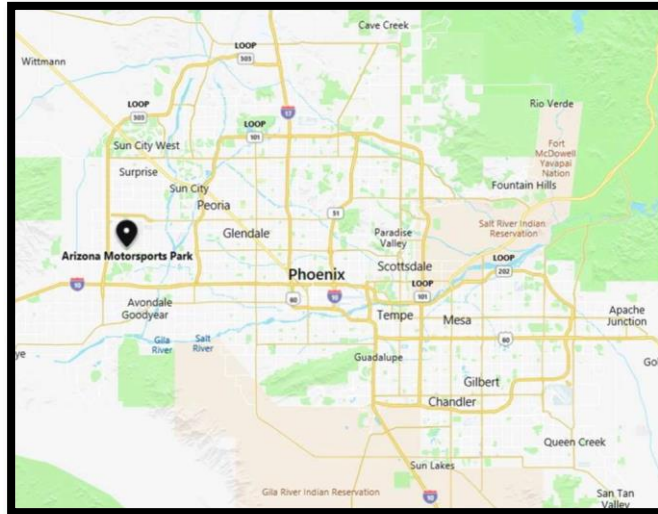 Cave Creek
LOOP
303
Wittmann
LOOP
303
LOOP
101
17
Rio Verde
Sun City West
Fort
McDowell
Yavapai
Nation
Surprise
Sun City
Fountain Hills
Peoria
51
Salt River Indian
Reservation
Glendale
Paradise
Valley
Arizona Motorsports Park
Scottsdale
LOOP
202
Phoenix
10
LOOP
101
60
10
Avondale
Goodyear
Tempe
Mesa
Apache
Junction
Gila
River
Salt
River
60
ye
Guadalupe
Gol
Gilbert
Chandler
Queen Creek
Sun Lakes
Gila River Indian Reservation
10
San Tan
Valley